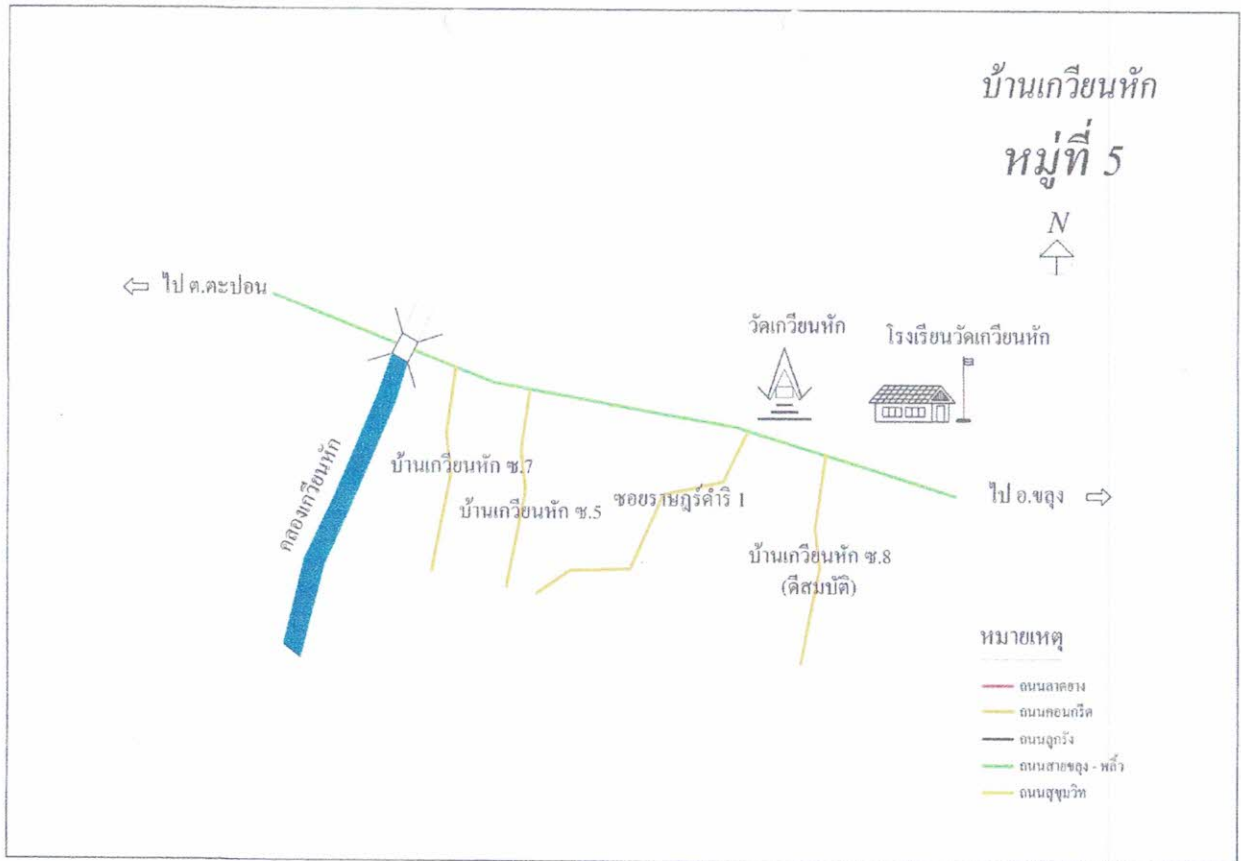 บ้านเกวียนหัก
หมู่ที่ 5
N
ไป ต.ตะปอน
วัดเกวียนหัก
โรงเรียนวัดเกวียนหัก
คลองเกวียนหัก
บ้านเกวียนหัก ซ.7
บ้านเกวียนหัก ซ.5
ซอยราษฎร์ดำริ 1
ไป อ.ขลุง
บ้านเกวียนหัก ซ.8
(ดีสมบัติ)
หมายเหตุ
ถนนลาดยาง
ถนนคอนกรีต
ถนนลูกรัง
ถนนสายขลุง - พลิ้ว
ถนนสุขุมวิท